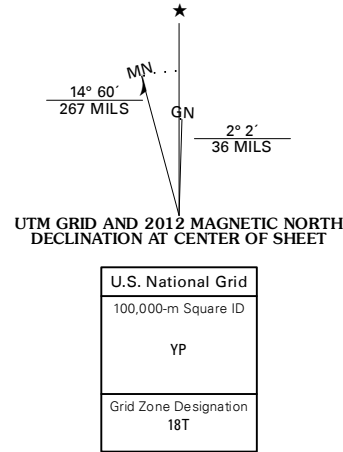 ★
MN
14° 60´
267 MILS
GN
2° 2´
36 MILS
UTM GRID AND 2012 MAGNETIC NORTH
DECLINATION AT CENTER OF SHEET
U.S. National Grid
100,000-m Square ID
YP
Grid Zone Designation
18T